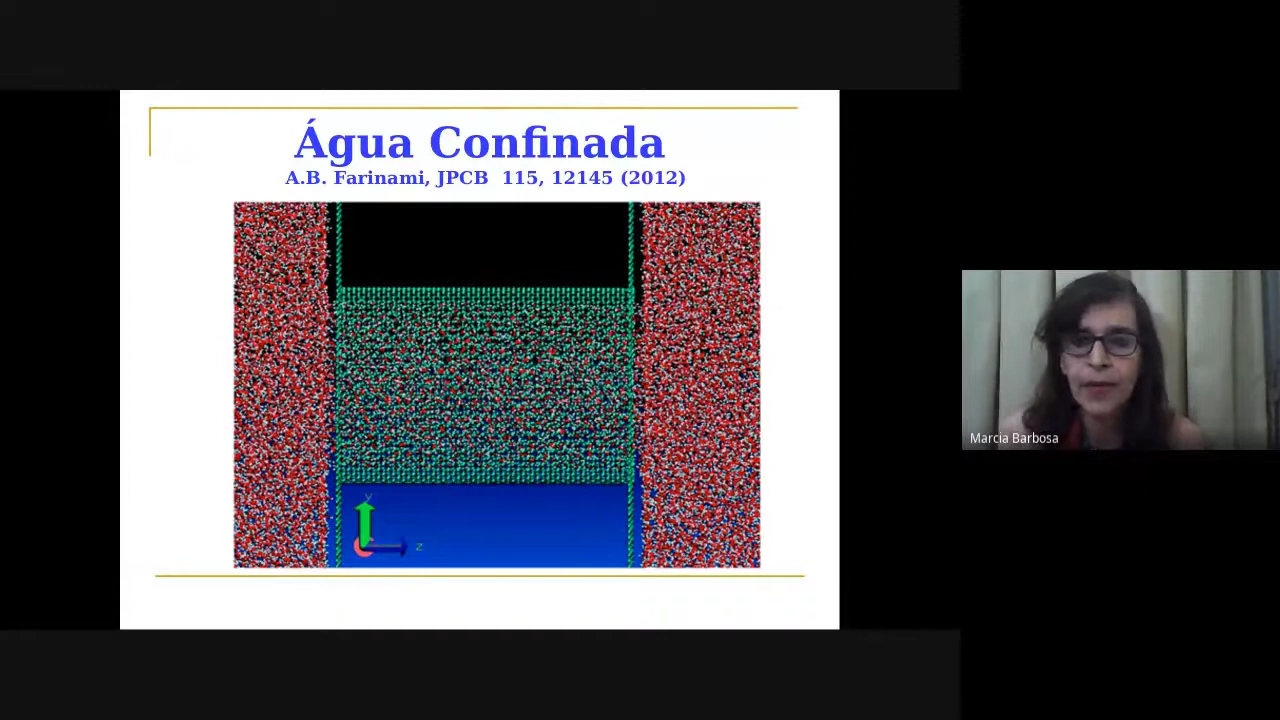 Água Confinada
A.B. Farinami, JPCB 115, 12145 (2012)
y
z
Marcia Barbosa